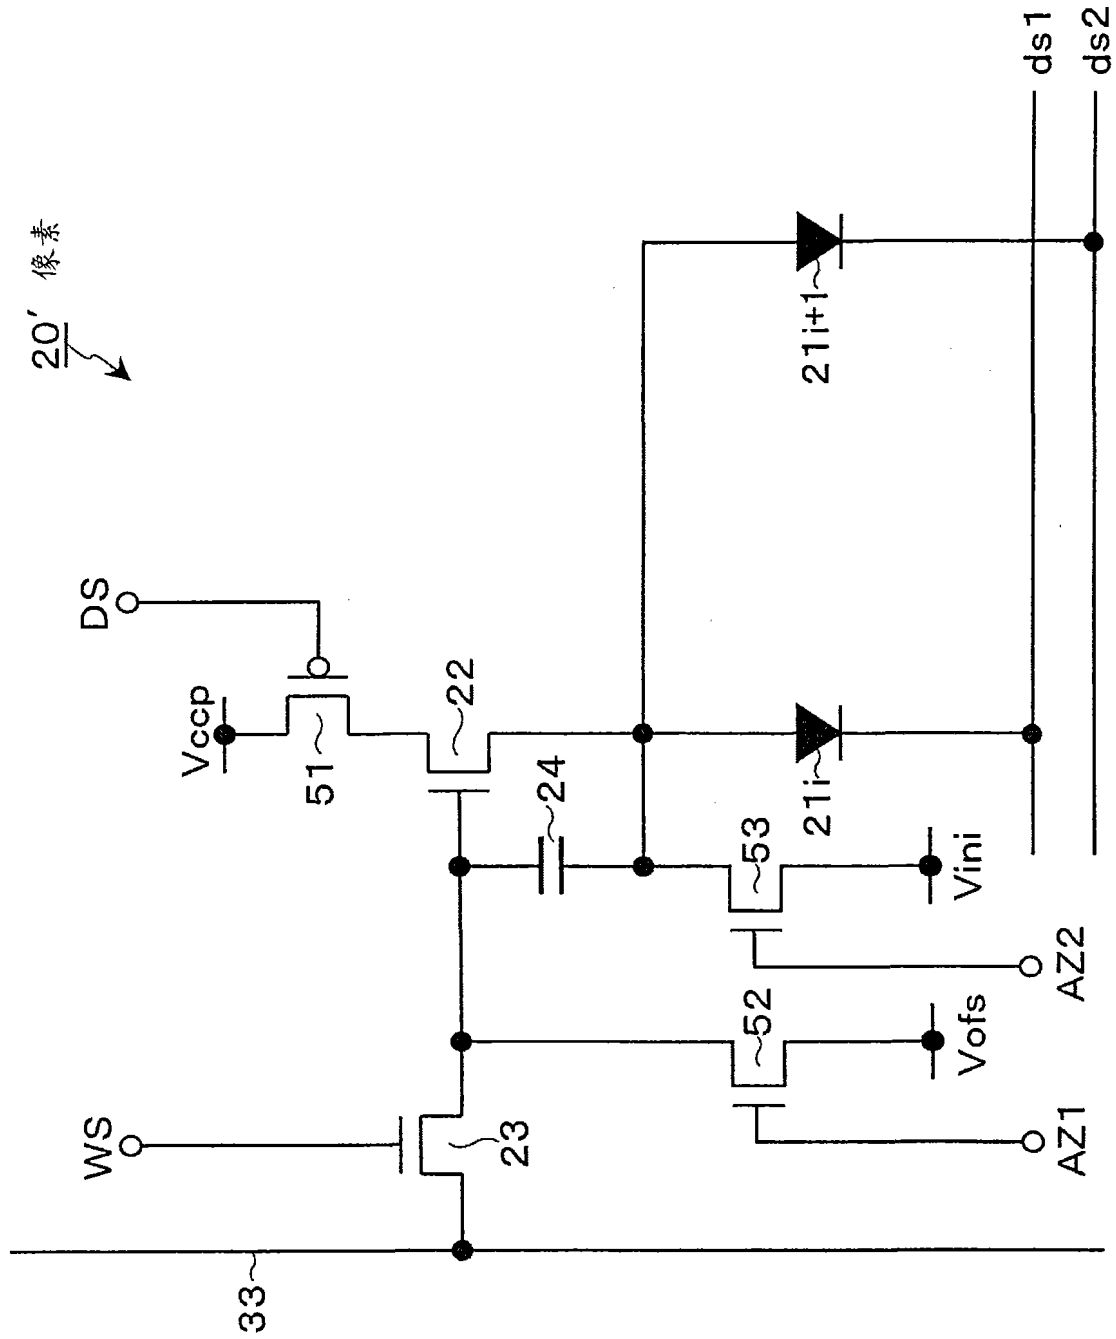 20' 像素
DS
Vccp
51
22
WS
24
23
33
52
53
21i
21i+1
Vofs
Vini
AZ1
AZ2
ds1
ds2